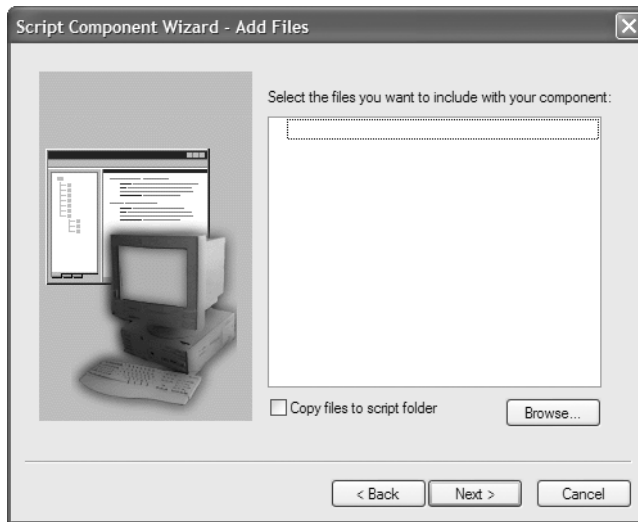 Script Component Wizard - Add Files
Select the files you want to include with your component:
Copy files to script folder
Browse...
< Back
Next >
Cancel